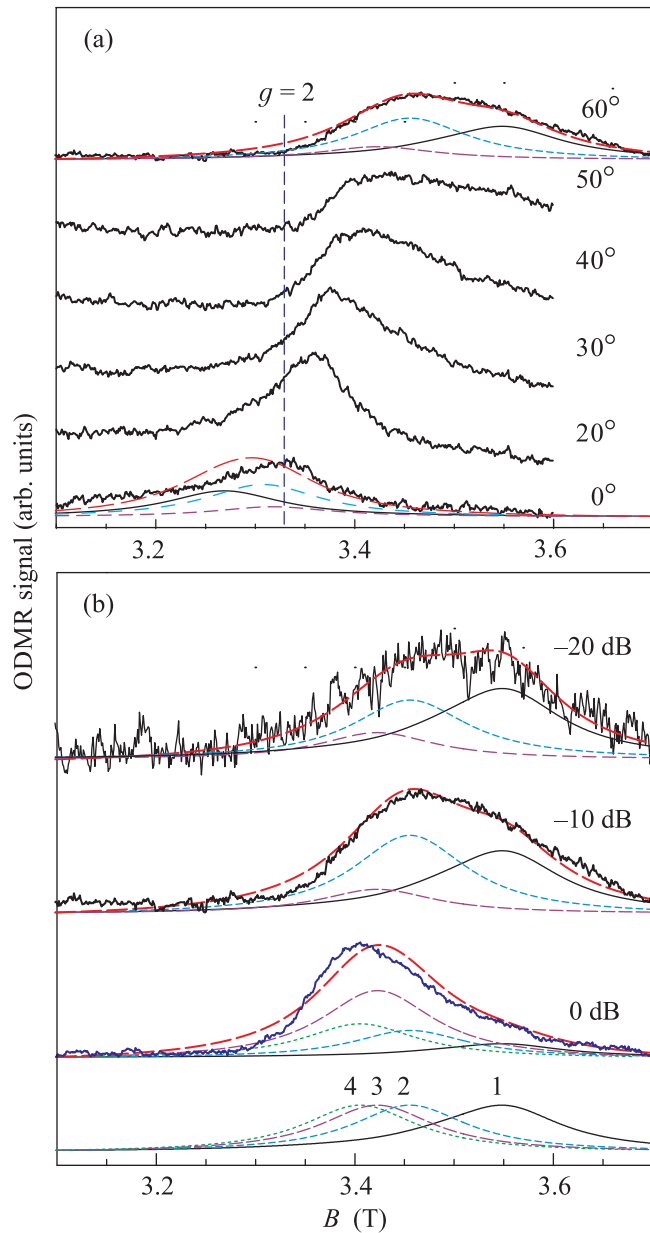 (a)
g = 2
60°
50°
40°
30°
20°
0°
3.2 3.4 3.6
ODMR signal (arb. units)
(b)
–20 dB
–10 dB
0 dB
4 3 2 1
3.2 3.4 3.6
B (T)